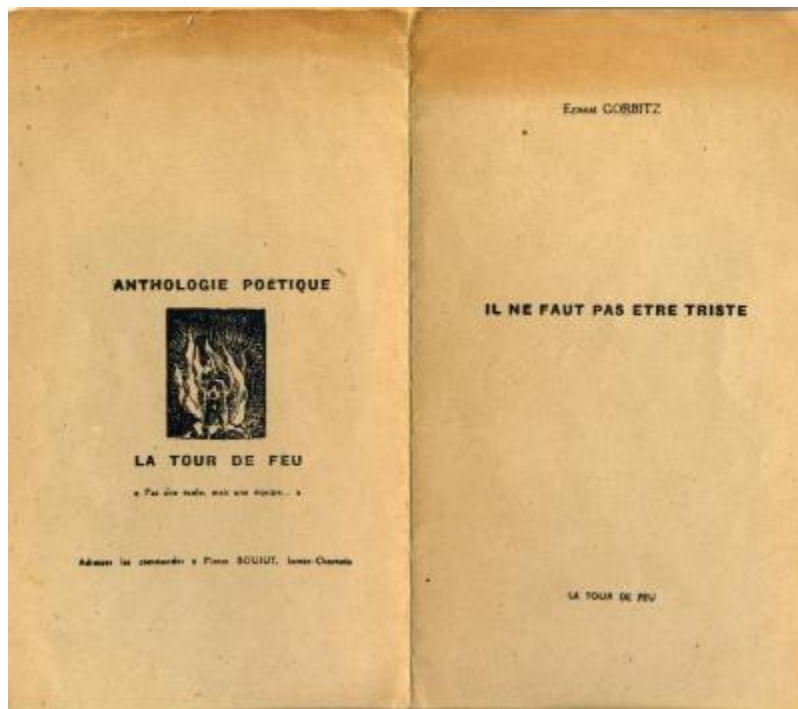 ANTHOLOGIE POETIQUE
LA TOUR DE FEU
Adresser les commandes à Pierre BOUJUT, Jarnac-Charente
Ernest GORBITZ
IL NE FAUT PAS ETRE TRISTE
LA TOUR DE FEU